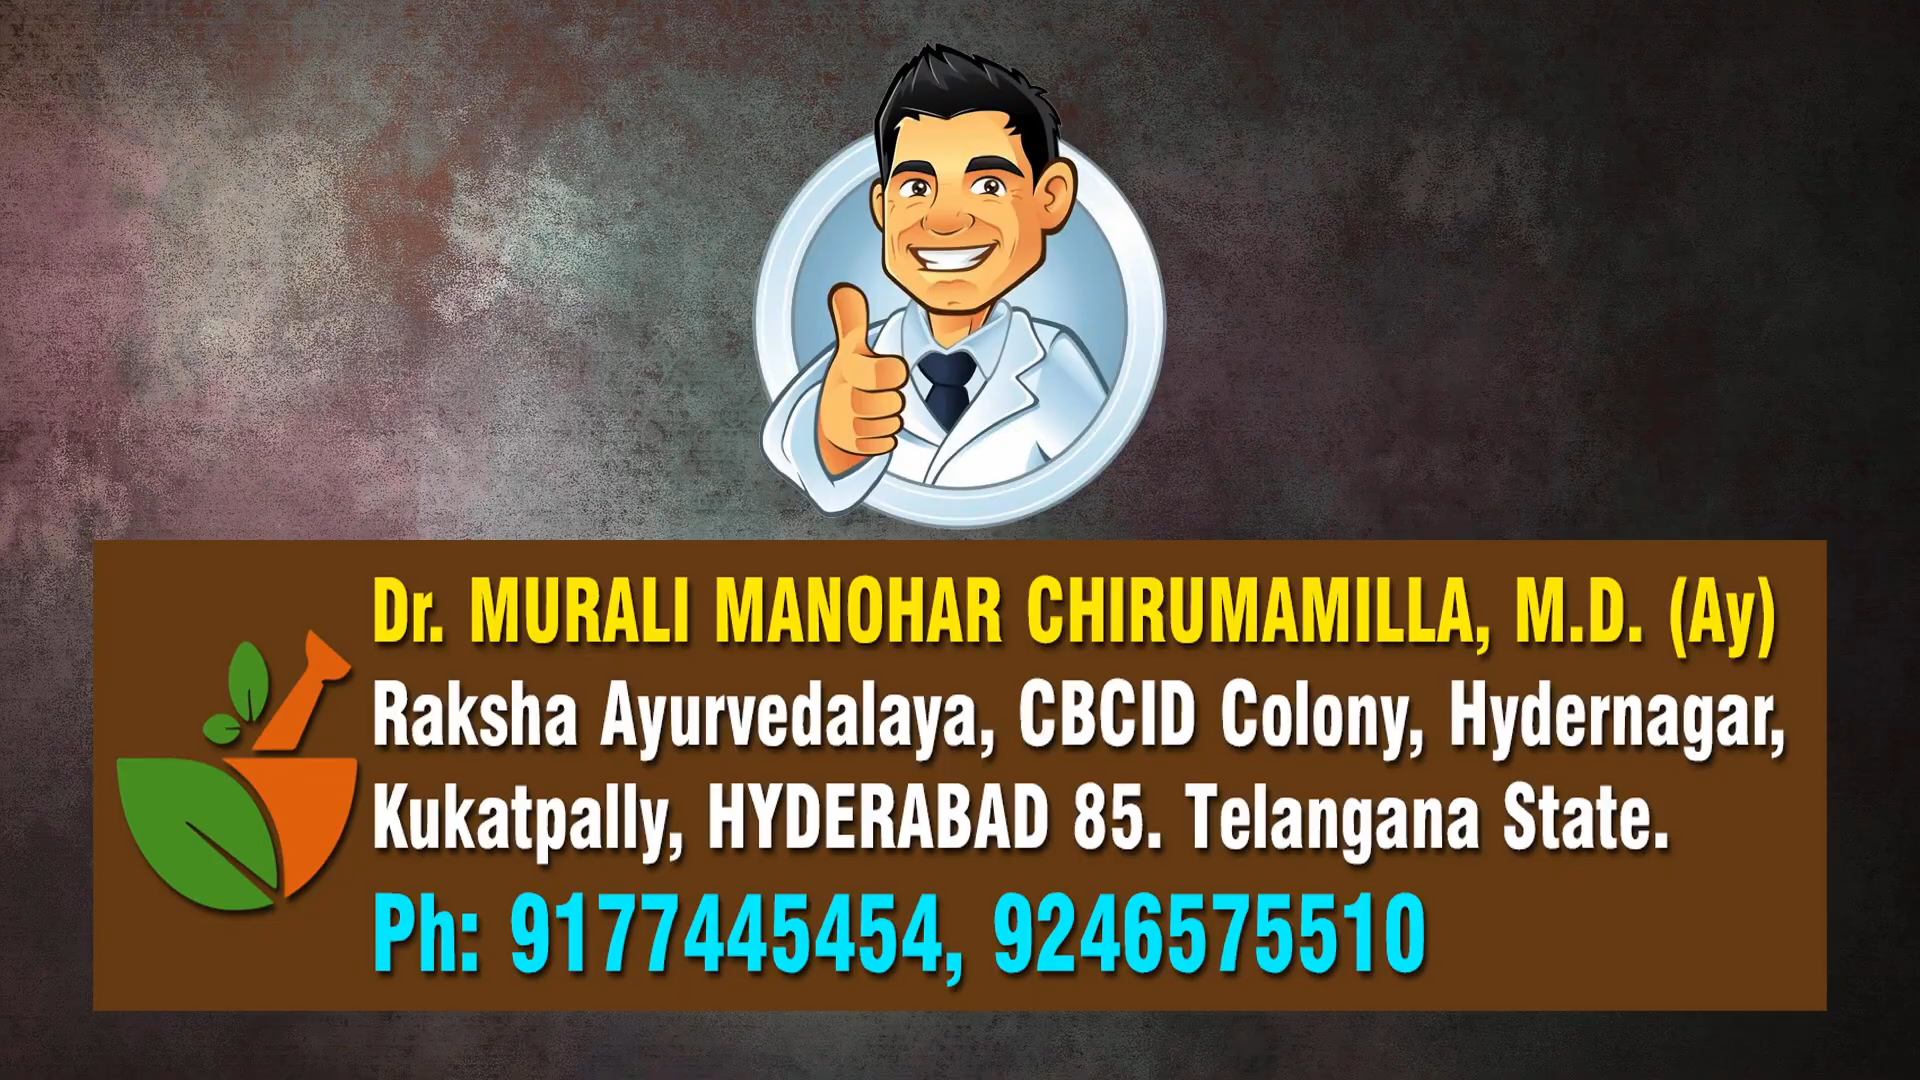 Dr. MURALI MANOHAR CHIRUMAMILLA, M.D. (Ay)
Raksha Ayurvedalaya, CBCID Colony, Hydernagar,
Kukatpally, HYDERABAD 85. Telangana State.
Ph: 9177445454, 9246575510